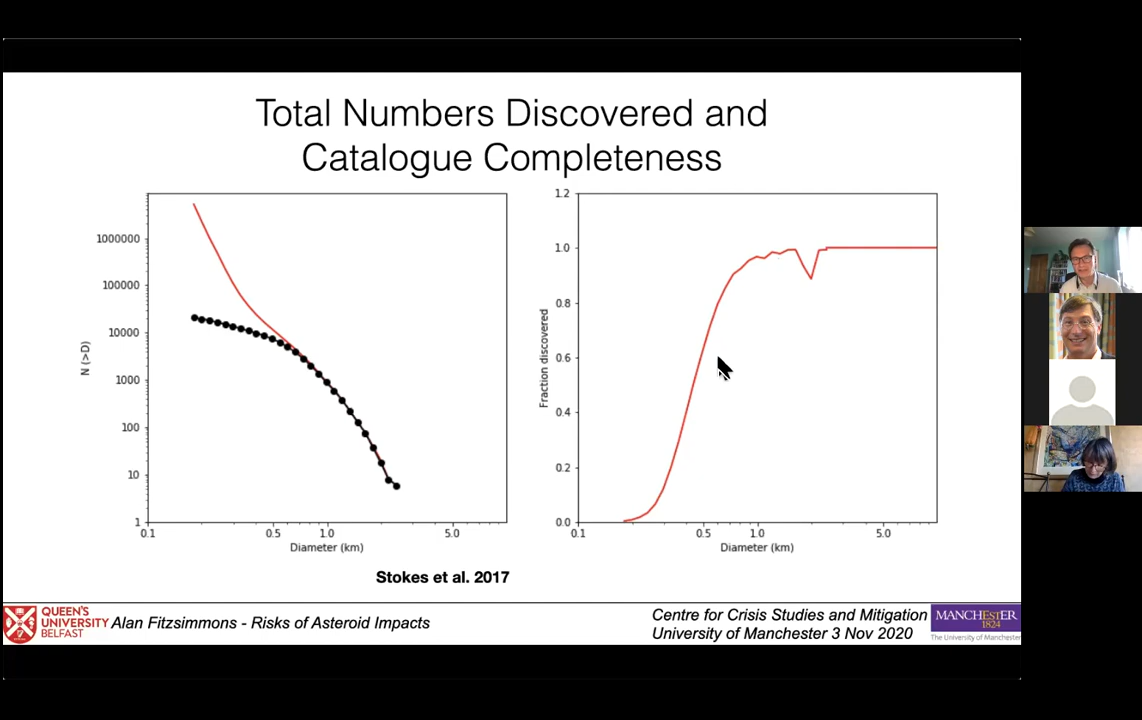 Total Numbers Discovered and
Catalogue Completeness
1000000
100000
10000
1000
100
10
1
N (>D)
0.1
0.5
1.0
5.0
Diameter (km)
1.2
1.0
0.8
0.6
0.4
0.2
0.0
Fraction discovered
0.1
0.5
1.0
5.0
Diameter (km)
Stokes et al. 2017
QUEEN'S
UNIVERSITY
BELFAST
Alan Fitzsimmons - Risks of Asteroid Impacts
Centre for Crisis Studies and Mitigation
University of Manchester 3 Nov 2020
MANCHESTER
1824
The University of Manchester